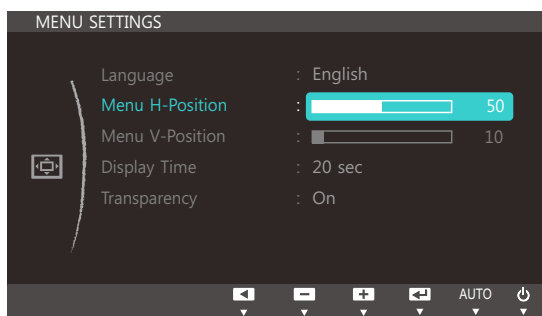 MENU SETTINGS
Language : English
Menu H-Position : 50
Menu V-Position : 10
Display Time : 20 sec
Transparency : On
AUTO